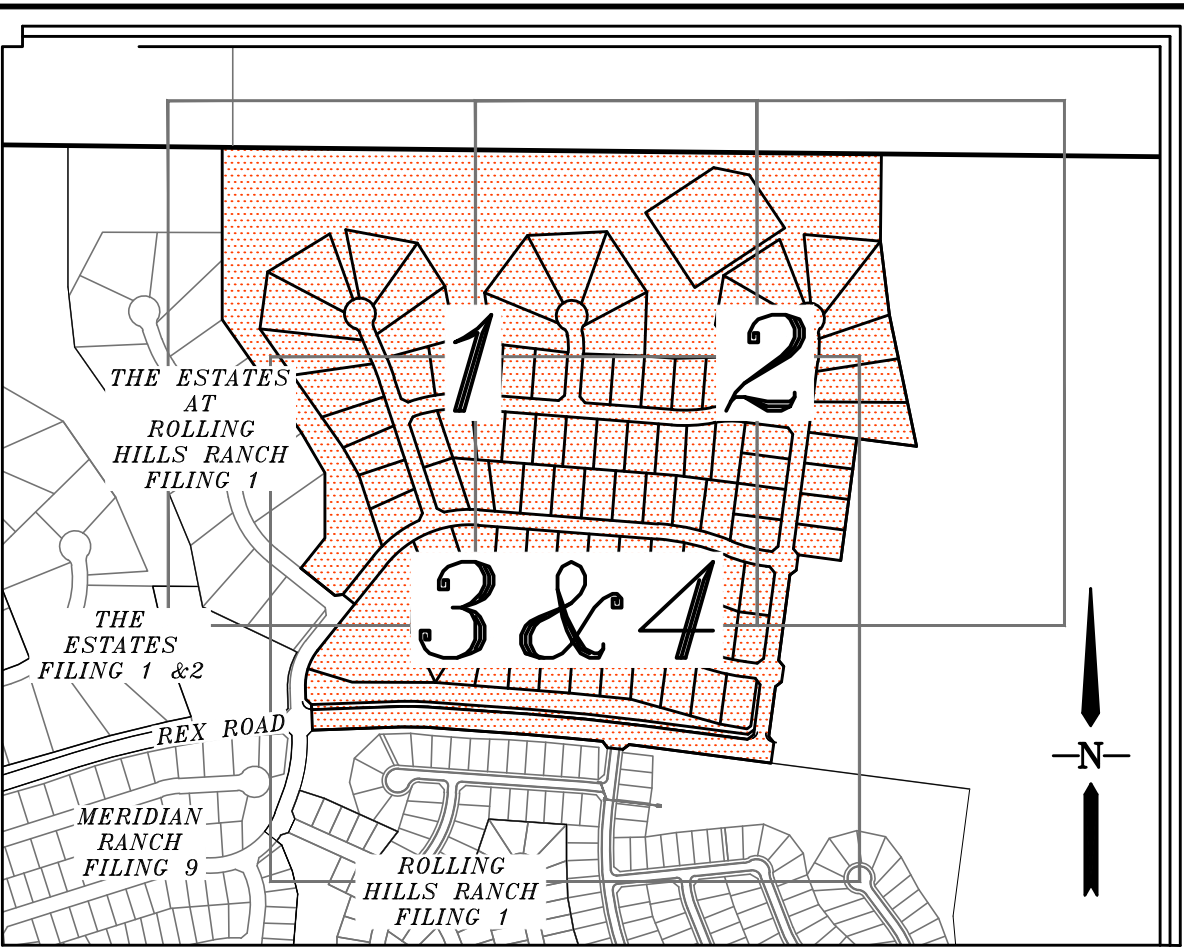 1
2
THE ESTATES
AT
ROLLING
HILLS RANCH
FILING 1
3 & 4
THE
ESTATES
FILING 1 &2
REX ROAD
N
MERIDIAN
RANCH
FILING 9
ROLLING
HILLS RANCH
FILING 1